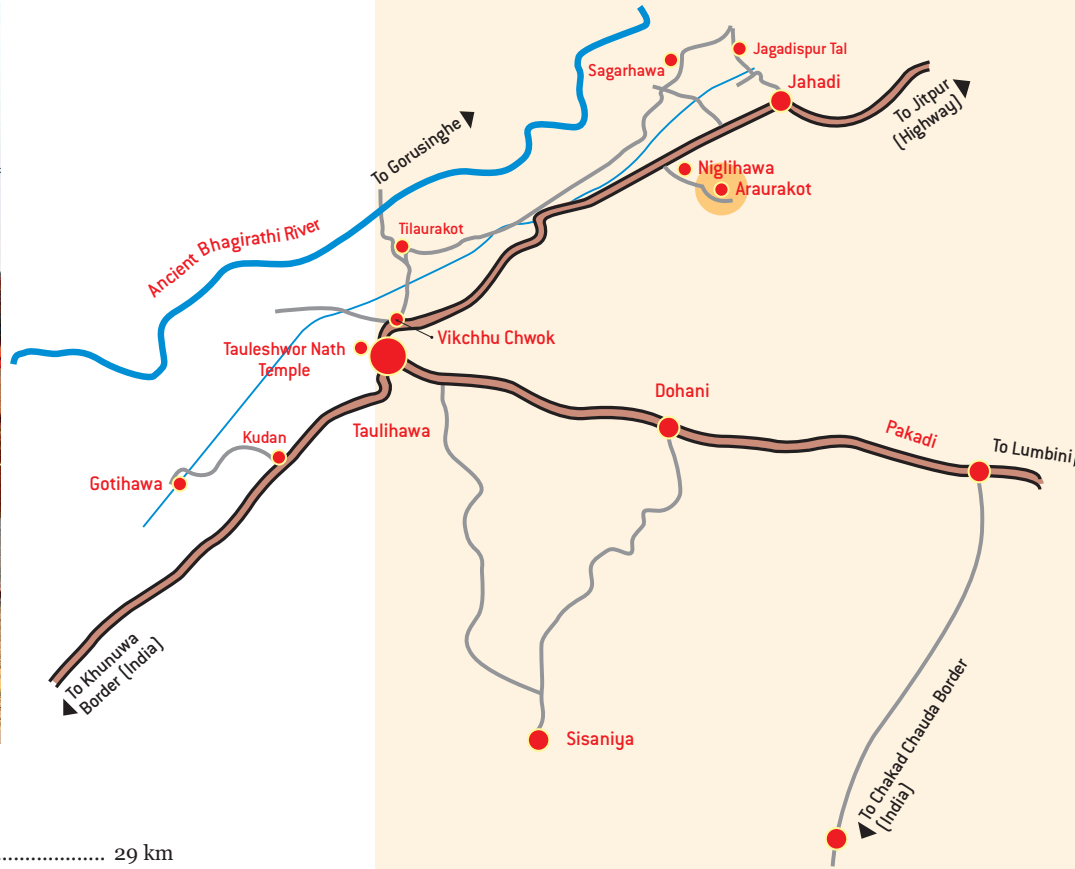 Jagadispur Tal
Sagarhawa
Jahadi
To Jitpur
(Highway)
To Gorusinghe
Niglihawa
Araurakot
Tilaurakot
Ancient Bhagirathi River
Vikchhu Chwok
Tauleshwor Nath
Temple
Dohani
Taulihawa
Pakadi
Kudan
To Lumbini
Gotihawa
To Khunuwa
Border (India)
To Chakad Chauda Border
(India)
Sisaniya
................... 29 km